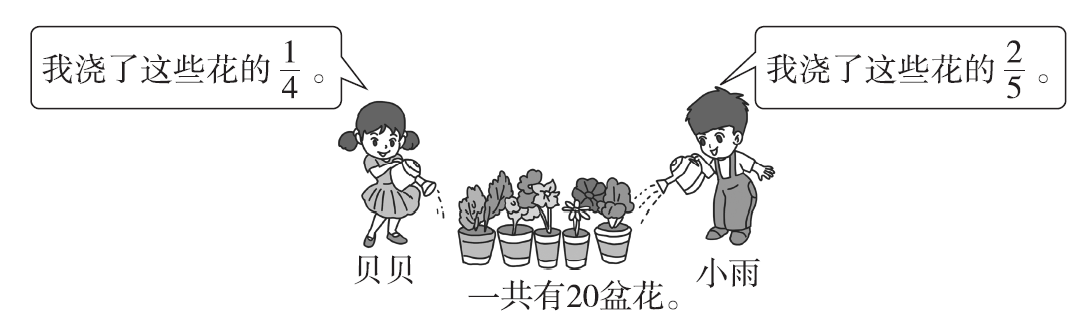 我浇了这些花的 1/4 。
我浇了这些花的 2/5 。
贝贝
小雨
一共有20盆花。